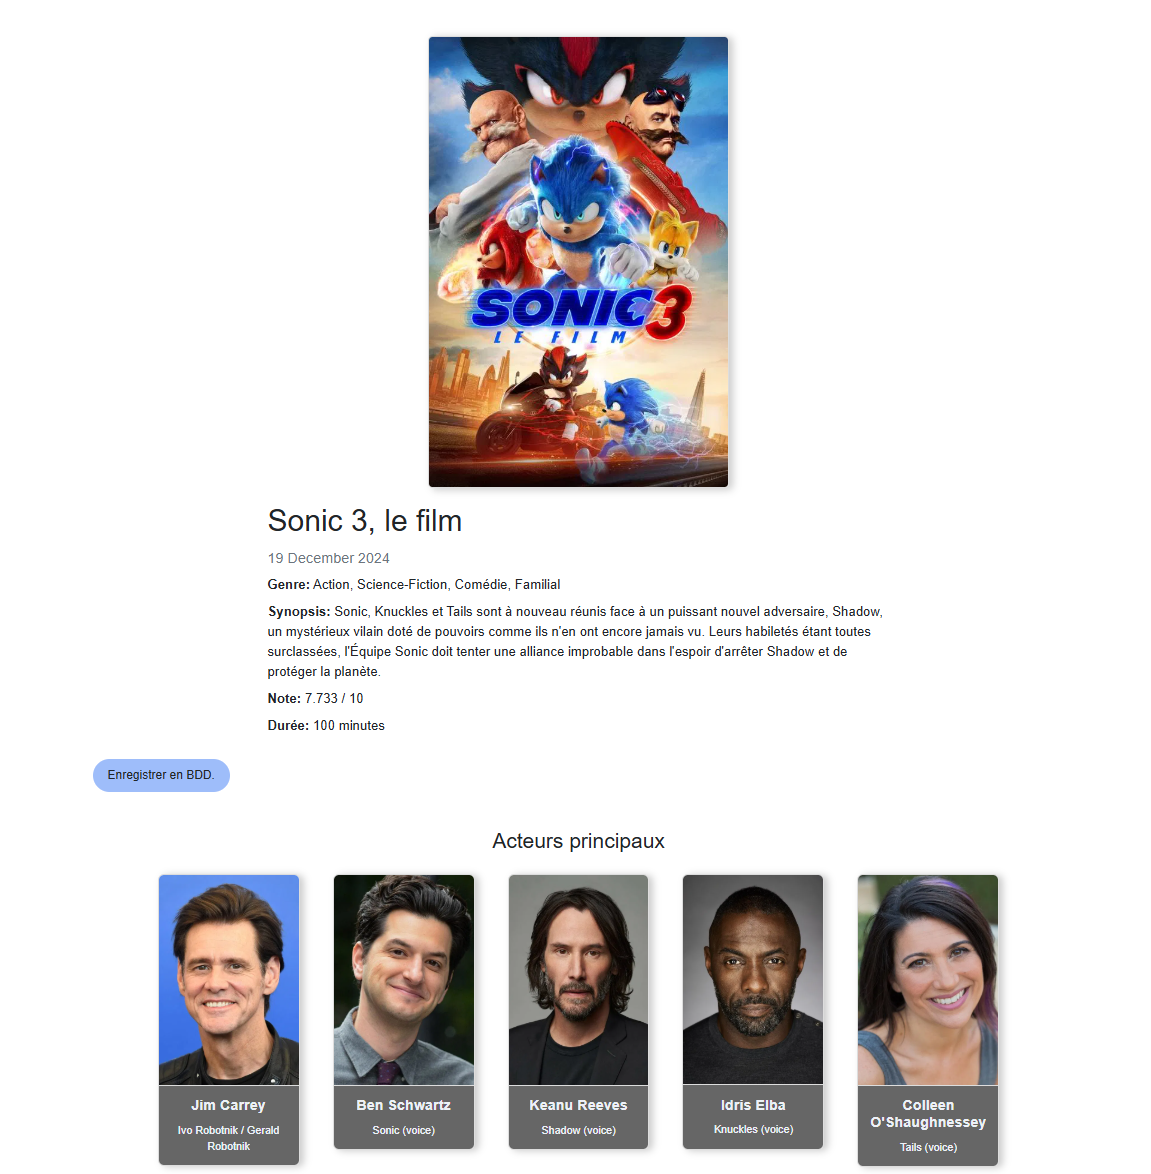 SONIC 3
LE FILM
Sonic 3, le film
19 December 2024
Genre: Action, Science-Fiction, Comédie, Familial
Synopsis: Sonic, Knuckles et Tails sont à nouveau réunis face à un puissant nouvel adversaire, Shadow,
un mystérieux vilain doté de pouvoirs comme ils n'en ont encore jamais vu. Leurs habiletés étant toutes
surclassées, l'Équipe Sonic doit tenter une alliance improbable dans l'espoir d'arrêter Shadow et de
protéger la planète.
Note: 7.733 / 10
Durée: 100 minutes
Enregistrer en BDD.
Acteurs principaux
Jim Carrey
Ivo Robotnik / Gerald
Robotnik
Ben Schwartz
Sonic (voice)
Keanu Reeves
Shadow (voice)
Idris Elba
Knuckles (voice)
Colleen
O'Shaughnessey
Tails (voice)